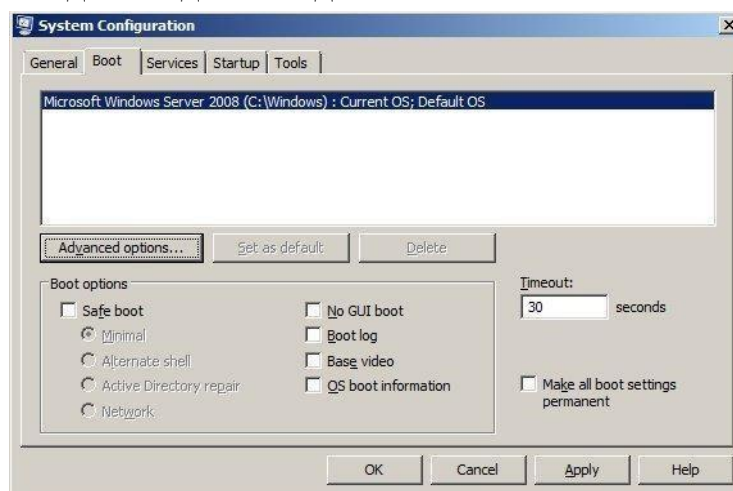 System Configuration
General Boot Services Startup Tools
Microsoft Windows Server 2008 (C:\Windows) : Current OS; Default OS
Advanced options... Set as default Delete
Boot options
Timeout:
Safe boot
No GUI boot
30 seconds
Minimal
Boot log
Alternate shell
Base video
Active Directory repair
OS boot information
Make all boot settings
permanent
Network
OK Cancel Apply Help